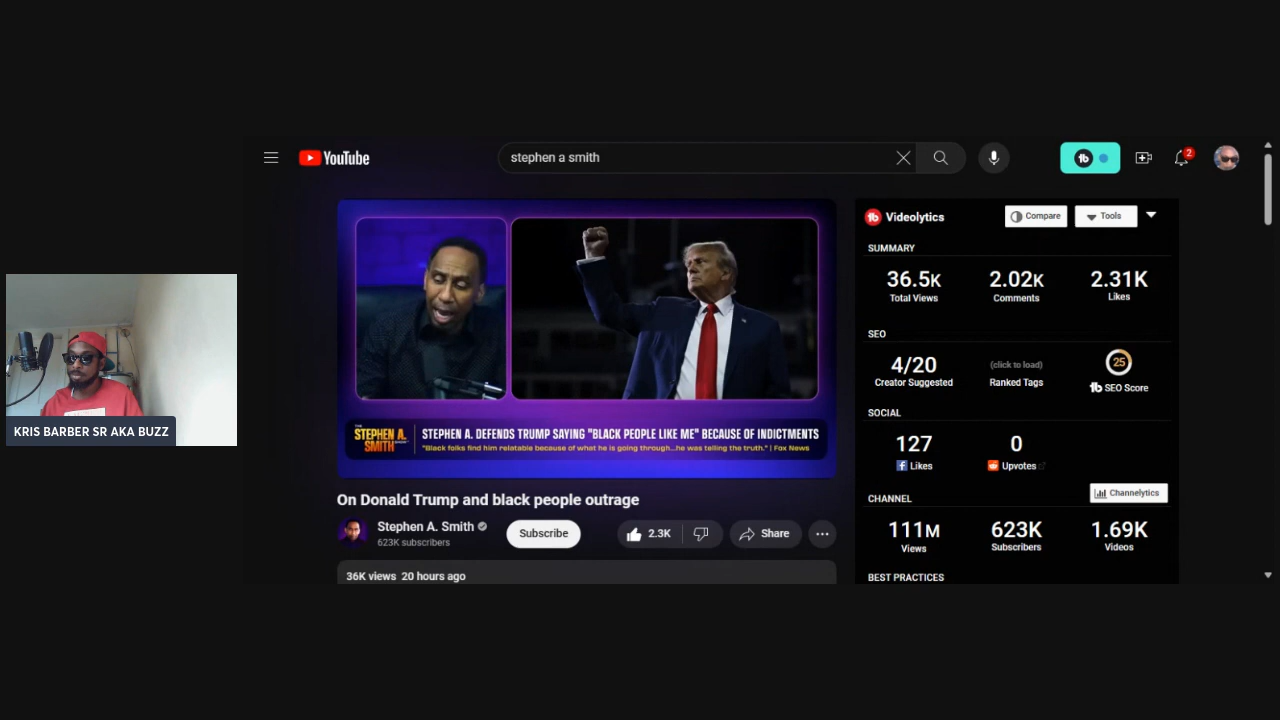 YouTube
stephen a smith
2
Videolytics
Compare
Tools
SUMMARY
36.5K
2.02K
2.31K
Total Views
Comments
Likes
SEO
4/20
(click to load)
25
Creator Suggested
Ranked Tags
SEO Score
SOCIAL
127
0
Likes
Upvotes
CHANNEL
Channelytics
111M
623K
1.69K
Views
Subscribers
Videos
BEST PRACTICES
THE
STEPHEN A.
SMITH
SHOW
STEPHEN A. DEFENDS TRUMP SAYING "BLACK PEOPLE LIKE ME" BECAUSE OF INDICTMENTS
"Black folks find him relatable because of what he is going through...he was telling the truth." | Fox News
On Donald Trump and black people outrage
Stephen A. Smith
623K subscribers
Subscribe
2.3K
Share
36K views 20 hours ago
KRIS BARBER SR AKA BUZZ